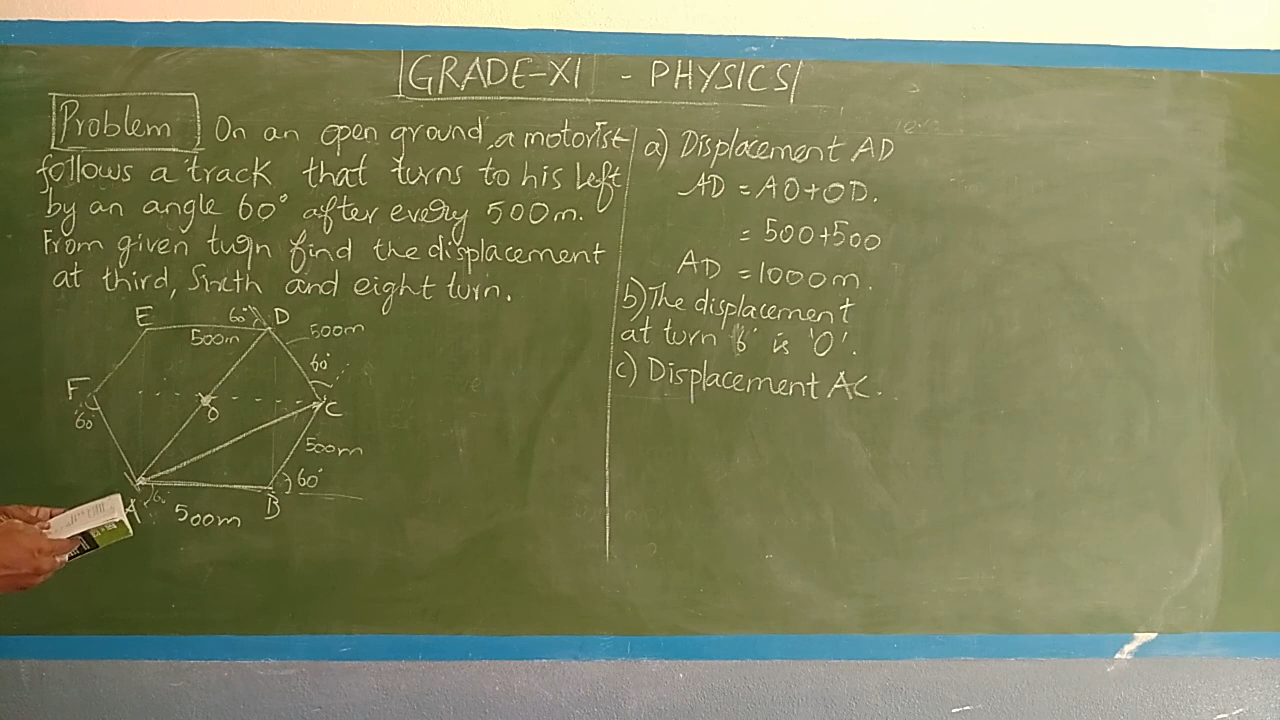 GRADE-XI - PHYSICS
Problem On an open ground, a motorist
follows a track that turns to his left
by an angle 60° after every 500m.
From given turn find the displacement
at third, Sixth and eight turn.
E 60° D 500m
500m
60°
F O C
60°
500m
60°
A 60° B
500m
a) Displacement AD
AD = AO+OD.
= 500+500
AD = 1000m.
b) The displacement
at turn '6' is '0'.
c) Displacement AC.